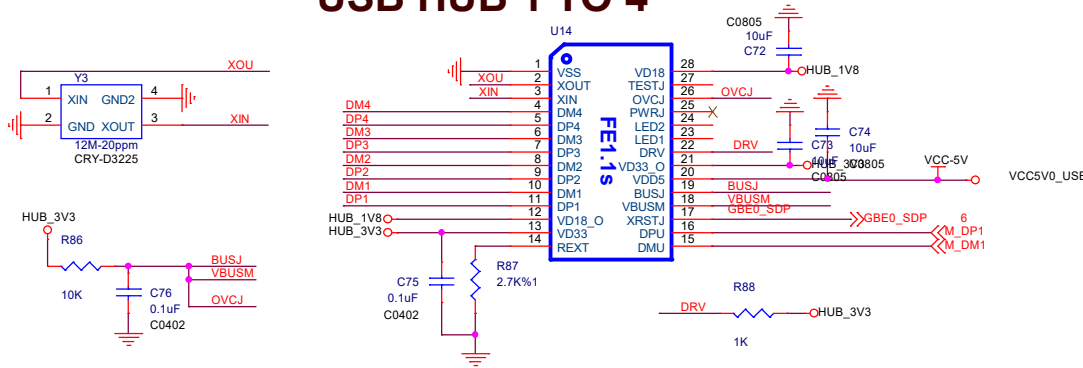 USB HUB 1 TO 4
U14
C0805
10uF
C72
HUB_1V8
XOU
Y3
1 XIN GND2 4
2 GND XOUT 3
XIN
12M-20ppm
CRY-D3225
XOU
XIN
DM4
DP4
DM3
DP3
DM2
DP2
DM1
DP1
HUB_1V8
HUB_3V3
1 VSS VD18 28
2 XOUT TESTJ 27
3 XIN OVCJ 26
4 DM4 PWRJ 25
5 DP4 LED2 24
6 DM3 LED1 23
7 DP3 DRV 22
8 DM2 VD33_O 21
9 DP2 VDD5 20
10 DM1 BUSJ 19
11 DP1 VBUSM 18
12 VD18_O XRSTJ 17
13 VD33 DPU 16
14 REXT DMU 15
FE1.1s
OVCJ
DRV
C73
10uF
C0805
HUB_3V3
C74
10uF
C0805
VCC-5V
VCC5V0_USB
BUSJ
VBUSM
GBE0_SDP
GBE0_SDP
6
M_DP1
M_DM1
HUB_3V3
R86
10K
BUSJ
VBUSM
OVCJ
C76
0.1uF
C0402
C75
0.1uF
C0402
R87
2.7K%1
R88
DRV
HUB_3V3
1K